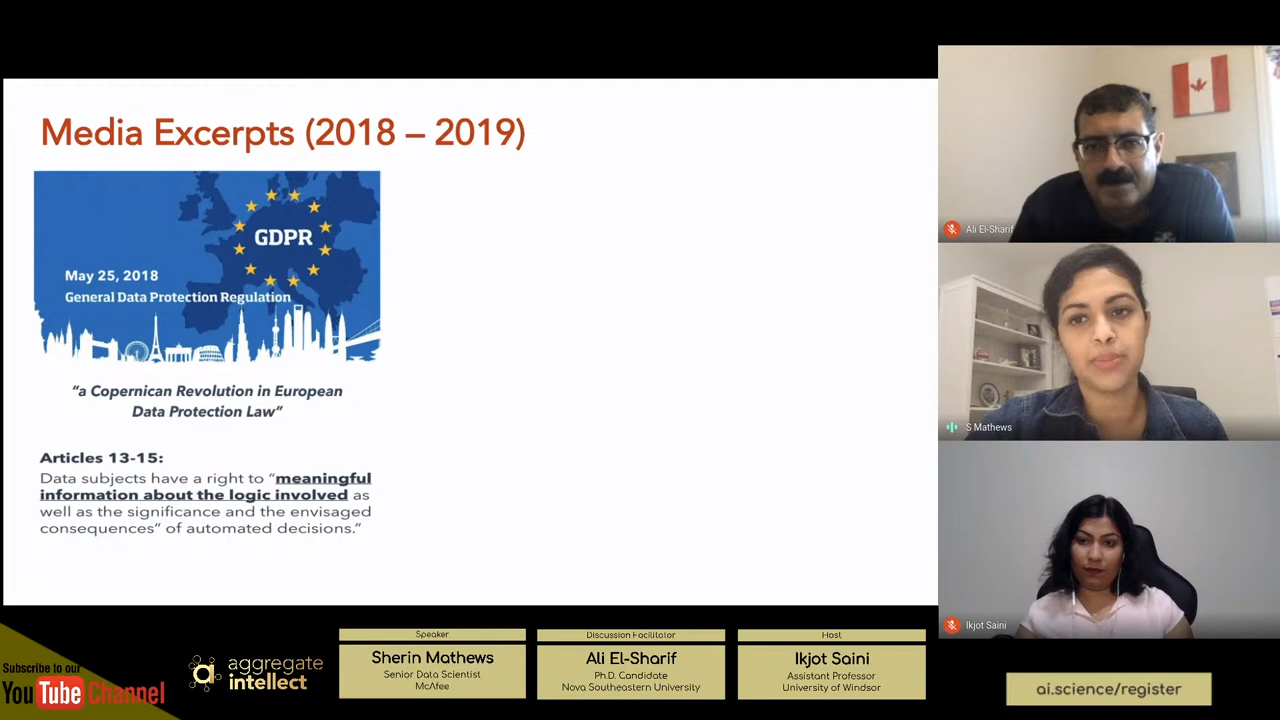 Media Excerpts (2018 – 2019)
GDPR
May 25, 2018
General Data Protection Regulation
“a Copernican Revolution in European
Data Protection Law”
Articles 13-15:
Data subjects have a right to “meaningful
information about the logic involved as
well as the significance and the envisaged
consequences” of automated decisions.”
Ali El-Sharif
S Mathews
Ikjot Saini
Subscribe to our
YouTube Channel
aggregate
intellect
Speaker
Sherin Mathews
Senior Data Scientist
McAfee
Discussion Facilitator
Ali El-Sharif
Ph.D. Candidate
Nova Southeastern University
Host
Ikjot Saini
Assistant Professor
University of Windsor
ai.science/register